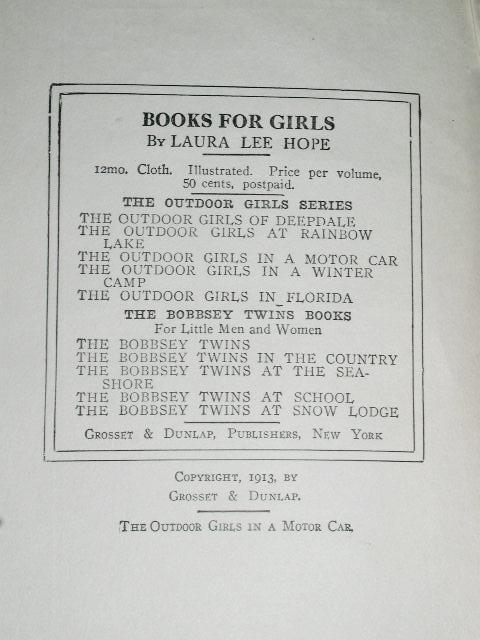 BOOKS FOR GIRLS
By LAURA LEE HOPE
12mo. Cloth. Illustrated. Price per volume,
50 cents, postpaid.
THE OUTDOOR GIRLS SERIES
THE OUTDOOR GIRLS OF DEEPDALE
THE OUTDOOR GIRLS AT RAINBOW
LAKE
THE OUTDOOR GIRLS IN A MOTOR CAR
THE OUTDOOR GIRLS IN A WINTER
CAMP
THE OUTDOOR GIRLS IN FLORIDA
THE BOBBSEY TWINS BOOKS
For Little Men and Women
THE BOBBSEY TWINS
THE BOBBSEY TWINS IN THE COUNTRY
THE BOBBSEY TWINS AT THE SEA-
SHORE
THE BOBBSEY TWINS AT SCHOOL
THE BOBBSEY TWINS AT SNOW LODGE
Grosset & Dunlap, Publishers, New York
Copyright, 1913, by
Grosset & Dunlap.
The Outdoor Girls in a Motor Car.